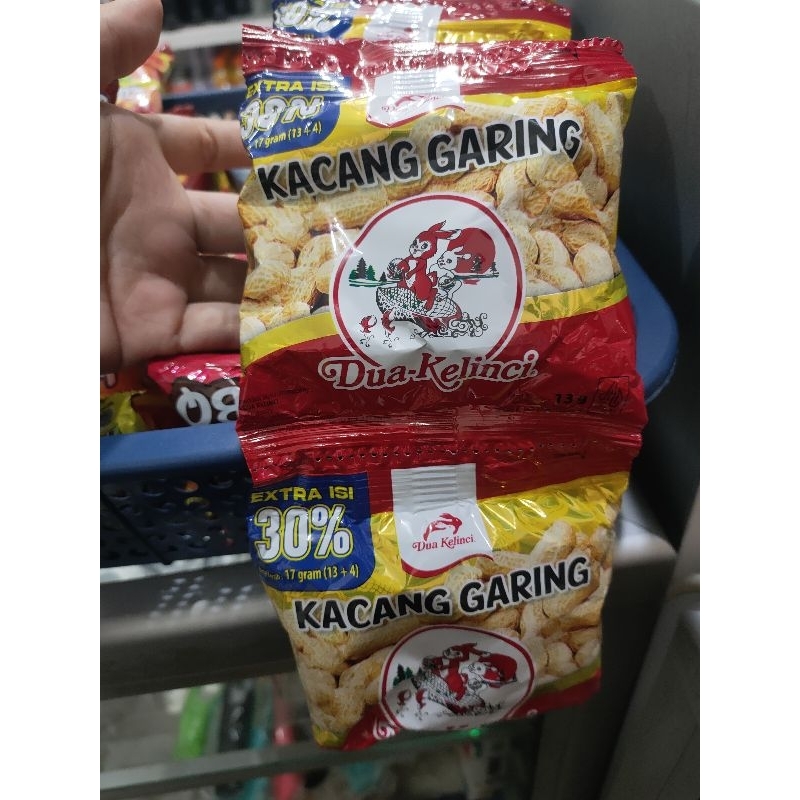 EXTRA ISI
30%
17 gram (13 + 4)
KACANG GARING
Dua-Kelinci
13 g
EXTRA ISI
30%
17 gram (13 + 4)
Dua Kelinci
KACANG GARING